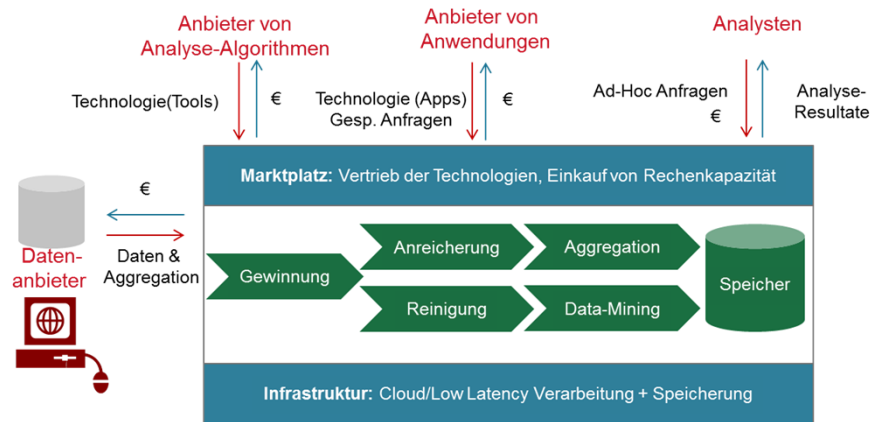 Anbieter von
Analyse-Algorithmen
Anbieter von
Anwendungen
Analysten
Technologie(Tools)
€
Technologie (Apps)
Gesp. Anfragen
€
Ad-Hoc Anfragen
€
Analyse-
Resultate
Marktplatz: Vertrieb der Technologien, Einkauf von Rechenkapazität
€
Daten-
anbieter
Daten &
Aggregation
Gewinnung
Anreicherung
Aggregation
Reinigung
Data-Mining
Speicher
Infrastruktur: Cloud/Low Latency Verarbeitung + Speicherung